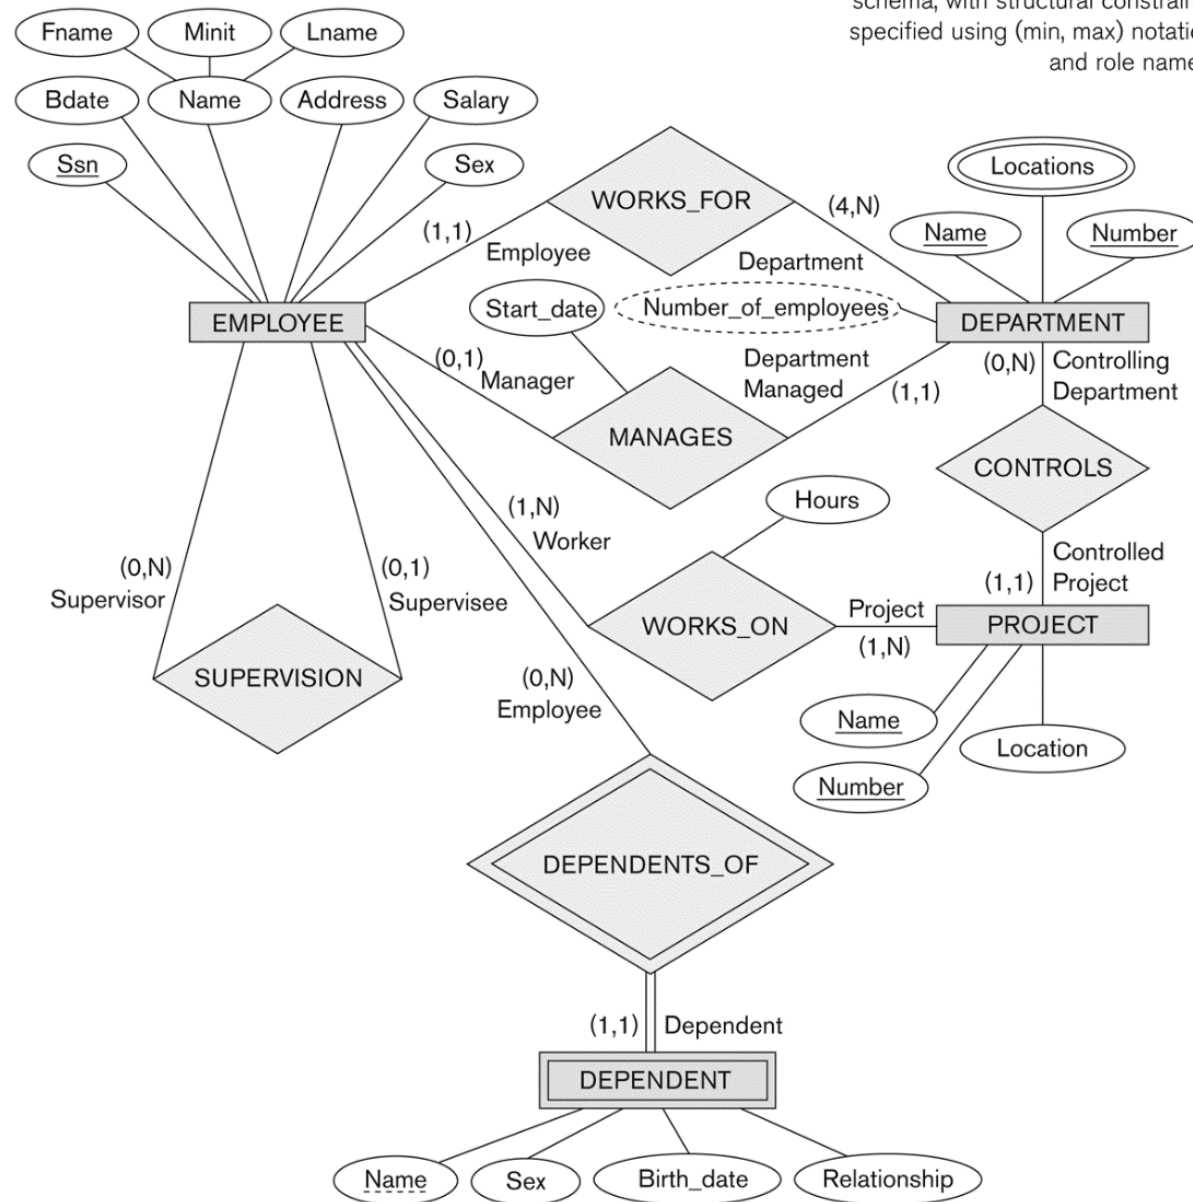 schema, with structural constrain
specified using (min, max) notatio
and role name
Fname
Minit
Lname
Bdate
Name
Address
Salary
Ssn
Sex
WORKS_FOR
Locations
Name
Number
(1,1)
Employee
(4,N)
Department
Start_date
Number_of_employees
EMPLOYEE
DEPARTMENT
(0,1)
Manager
Department
Managed
(1,1)
(0,N)
Controlling
Department
MANAGES
CONTROLS
Hours
(1,N)
Worker
(0,N)
Supervisor
(0,1)
Supervisee
Controlled
Project
(1,1)
Project
(1,N)
WORKS_ON
PROJECT
SUPERVISION
(0,N)
Employee
Name
Number
Location
DEPENDENTS_OF
(1,1)
Dependent
DEPENDENT
Name
Sex
Birth_date
Relationship